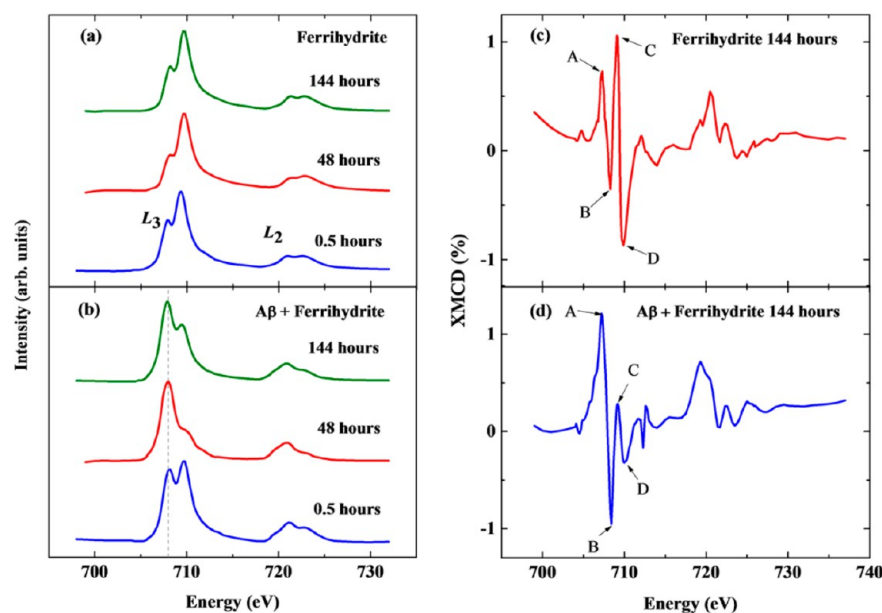 (a) Ferrihydrite
144 hours
48 hours
L3 L2 0.5 hours
(b) Aβ + Ferrihydrite
144 hours
48 hours
0.5 hours
Intensity (arb. units)
700 710 720 730
Energy (eV)
(c) Ferrihydrite 144 hours
A
B
C
D
1
0
-1
(d) Aβ + Ferrihydrite 144 hours
A
B
C
D
1
0
-1
XMCD (%)
700 710 720 730 740
Energy (eV)